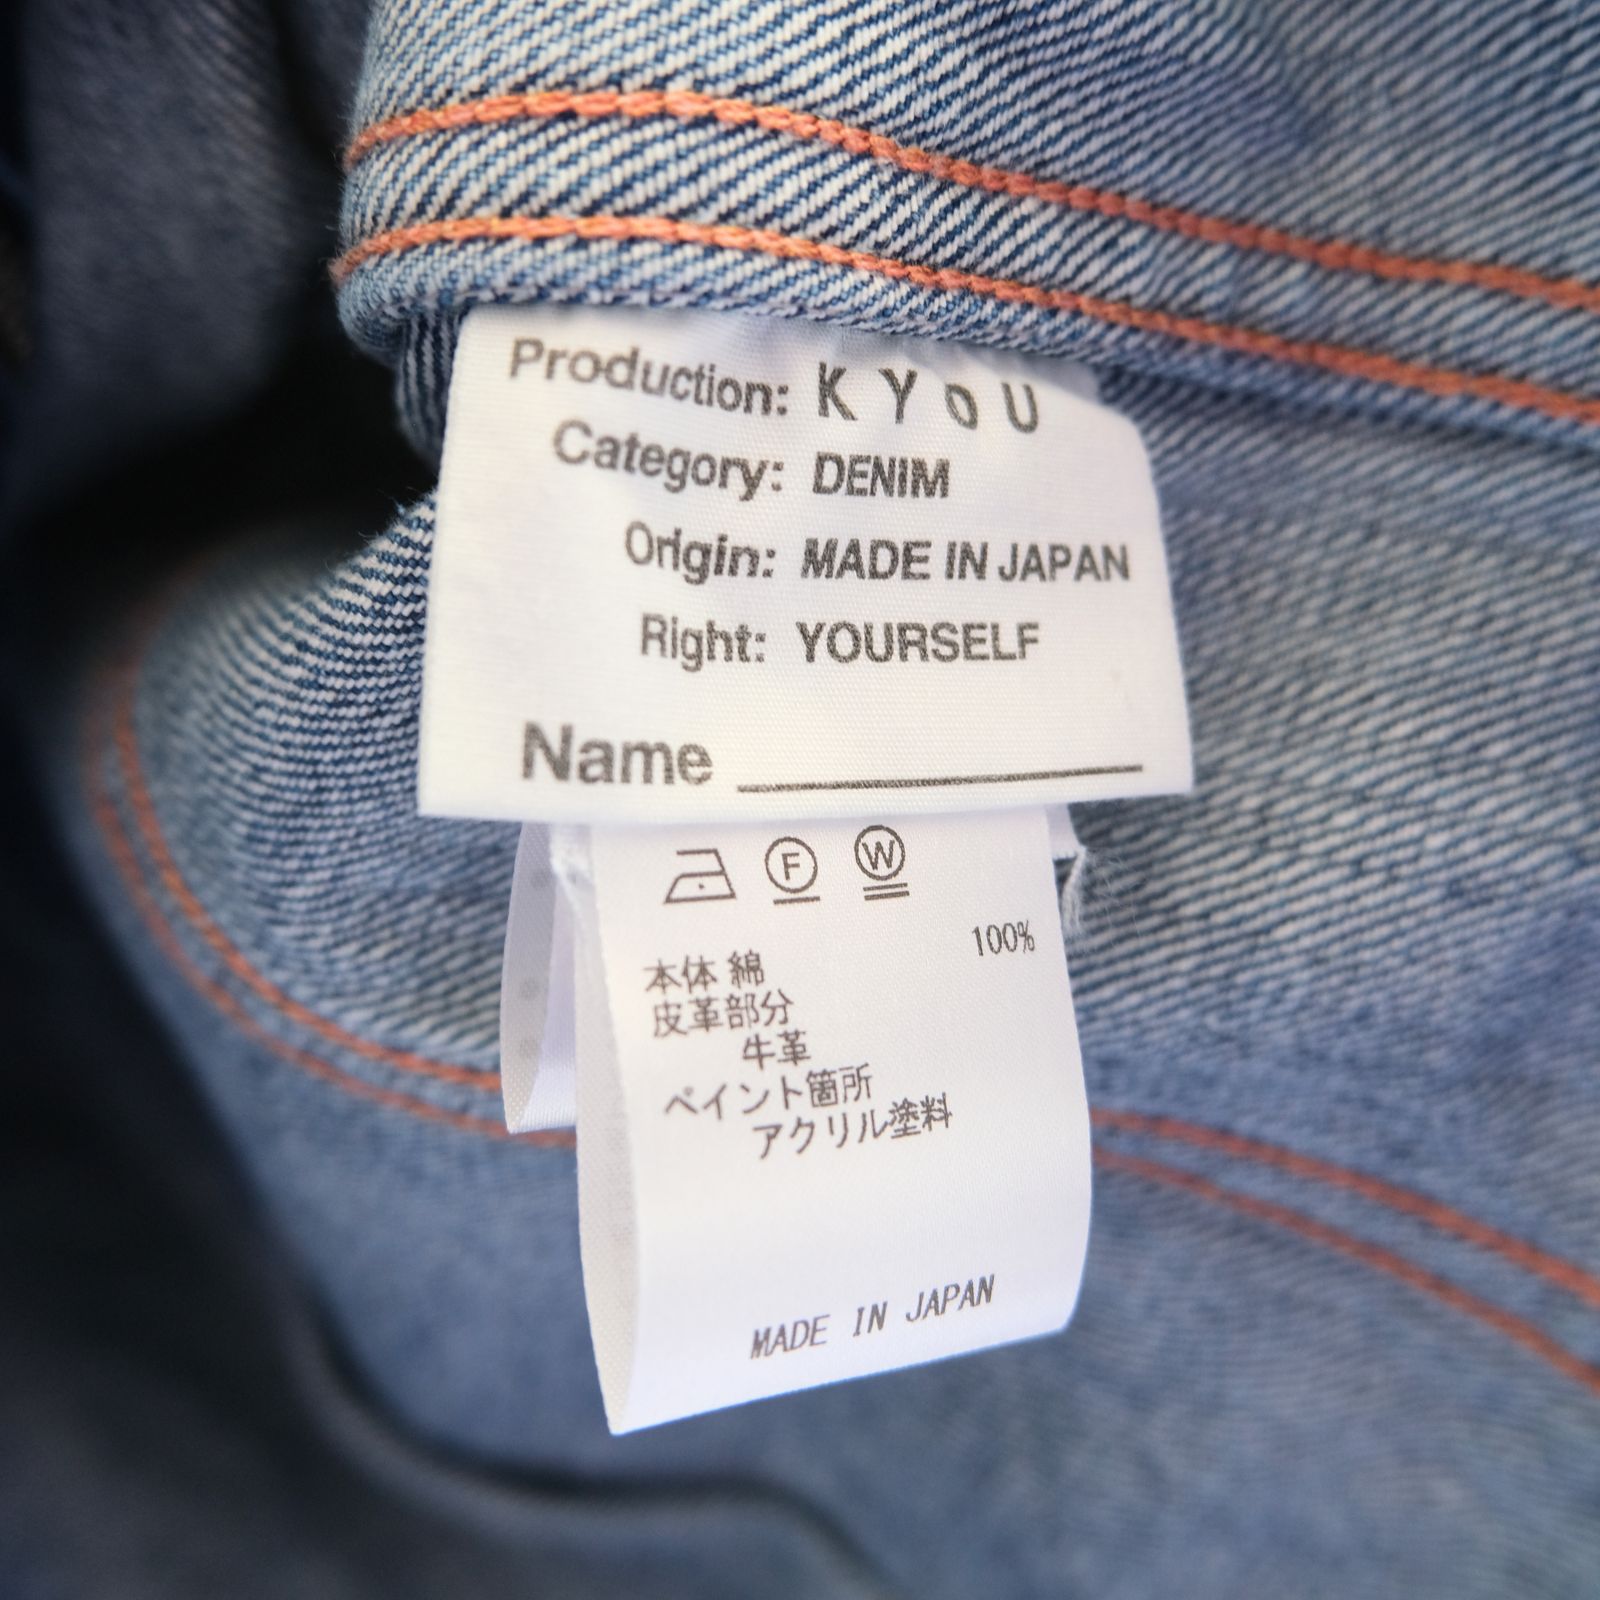 Production: K Y o U
Category: DENIM
Origin: MADE IN JAPAN
Right: YOURSELF
Name
F W
本体 綿 100%
皮革部分
牛革
ペイント箇所
アクリル塗料
MADE IN JAPAN